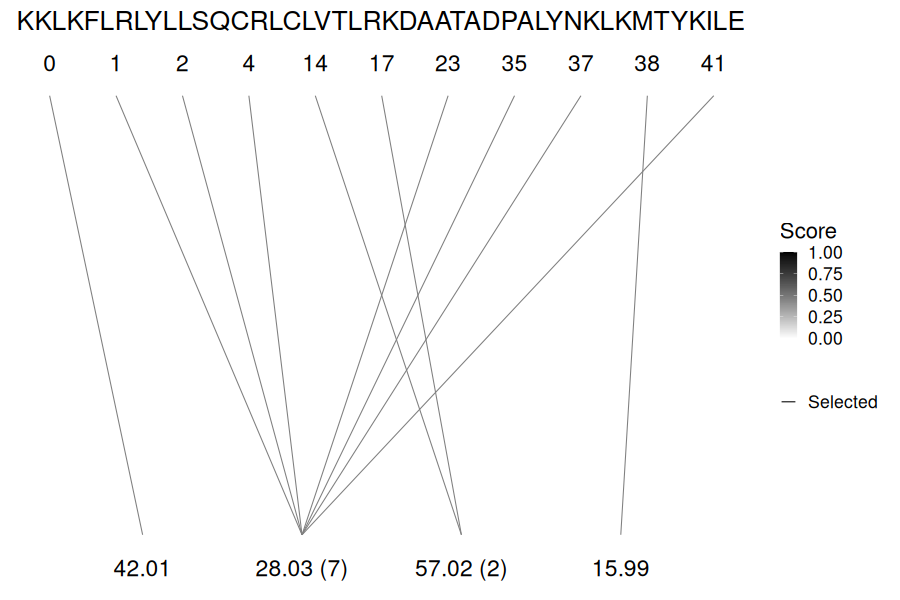 KKLKFLRLYLLSQCRLCLVTLRKDAATADPALYNKLKMTYKILE
0 1 2 4 14 17 23 35 37 38 41
Score
1.00
0.75
0.50
0.25
0.00
Selected
42.01 28.03 (7) 57.02 (2) 15.99